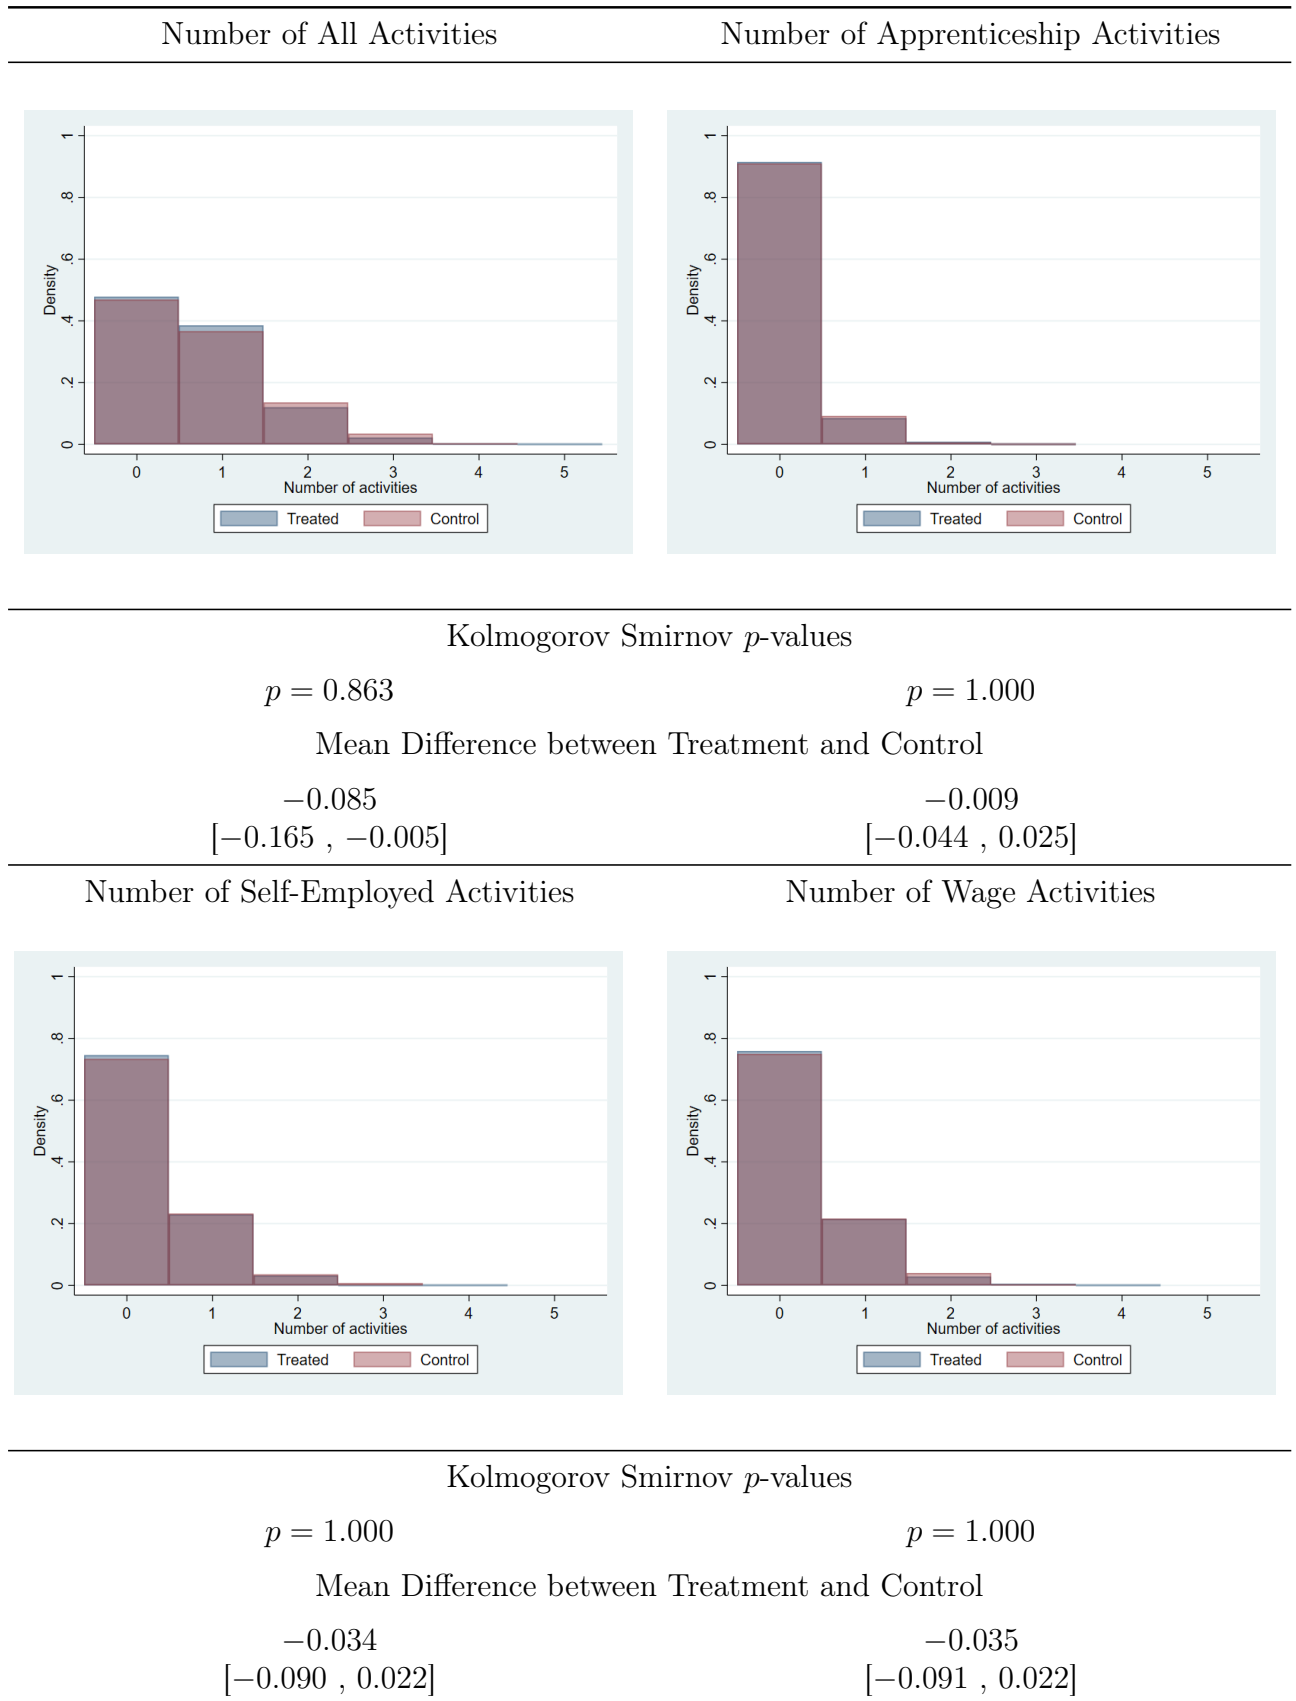 Number of All Activities Number of Apprenticeship Activities
Density
0 .2 .4 .6 .8 1
0 1 2 3 4 5
Number of activities
Treated Control
Density
0 .2 .4 .6 .8 1
0 1 2 3 4 5
Number of activities
Treated Control
Kolmogorov Smirnov p-values
p = 0.863 p = 1.000
Mean Difference between Treatment and Control
−0.085 −0.009
[−0.165 , −0.005] [−0.044 , 0.025]
Number of Self-Employed Activities Number of Wage Activities
Density
0 .2 .4 .6 .8 1
0 1 2 3 4 5
Number of activities
Treated Control
Density
0 .2 .4 .6 .8 1
0 1 2 3 4 5
Number of activities
Treated Control
Kolmogorov Smirnov p-values
p = 1.000 p = 1.000
Mean Difference between Treatment and Control
−0.034 −0.035
[−0.090 , 0.022] [−0.091 , 0.022]